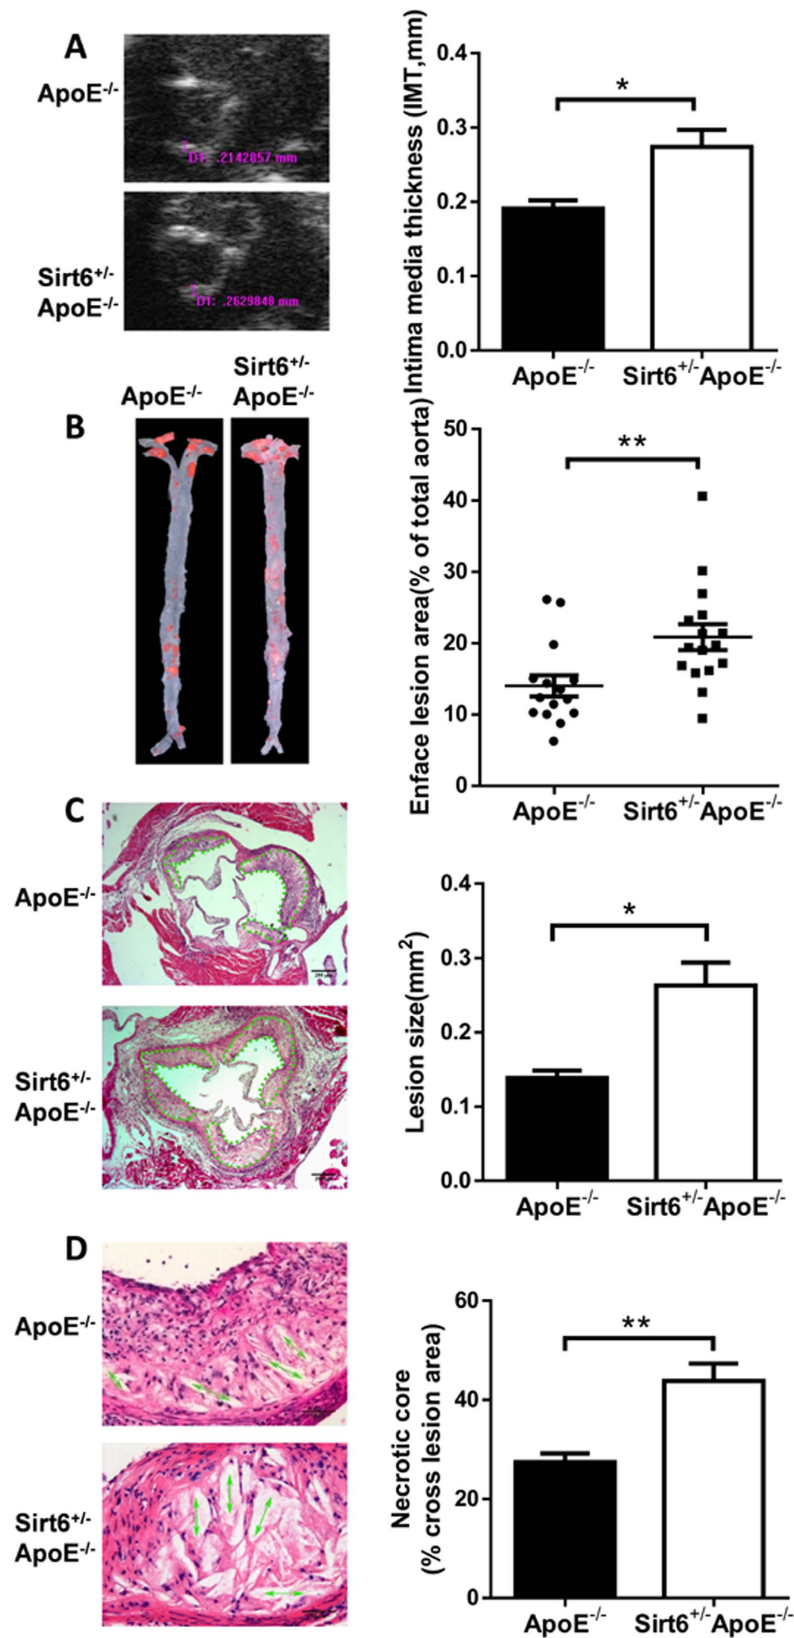 A
ApoE-/-
D1: .2142857 mm
Sirt6+/-
ApoE-/-
D1: .2629848 mm
Intima media thickness (IMT,mm)
0.4
0.3
0.2
0.1
0.0
*
ApoE-/-
Sirt6+/-ApoE-/-
B
ApoE-/-
Sirt6+/-
ApoE-/-
Enface lesion area(% of total aorta)
50
40
30
20
10
0
**
ApoE-/-
Sirt6+/-ApoE-/-
C
ApoE-/-
Sirt6+/-
ApoE-/-
Lesion size(mm2)
0.4
0.3
0.2
0.1
0.0
*
ApoE-/-
Sirt6+/-ApoE-/-
D
ApoE-/-
Sirt6+/-
ApoE-/-
Necrotic core
(% cross lesion area)
60
40
20
0
**
ApoE-/-
Sirt6+/-ApoE-/-